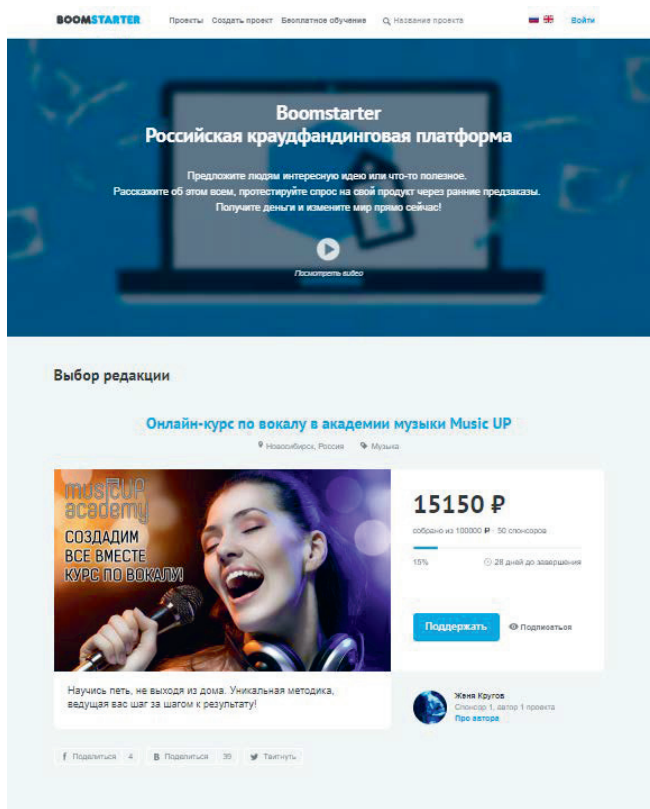 BOOMSTARTER
Проекты Создать проект Бесплатное обучение Название проекта Войти
Boomstarter
Российская краудфандинговая платформа
Предложите людям интересную идею или что-то полезное.
Расскажите об этом всем, протестируйте спрос на свой продукт через ранние предзаказы.
Получите деньги и измените мир прямо сейчас!
Посмотреть видео
Выбор редакции
Онлайн-курс по вокалу в академии музыки Music UP
Новосибирск, Россия Музыка
musicUP
academy
СОЗДАДИМ
ВСЕ ВМЕСТЕ
КУРС ПО ВОКАЛУ!
15150 ₽
собрано из 100000 ₽ · 50 спонсоров
15% 28 дней до завершения
Поддержать Подписаться
Научись петь, не выходя из дома. Уникальная методика,
ведущая вас шаг за шагом к результату!
Женя Кругов
Спонсор 1, автор 1 проекта
Про автора
Поделиться 4 Поделиться 39 Твитнуть